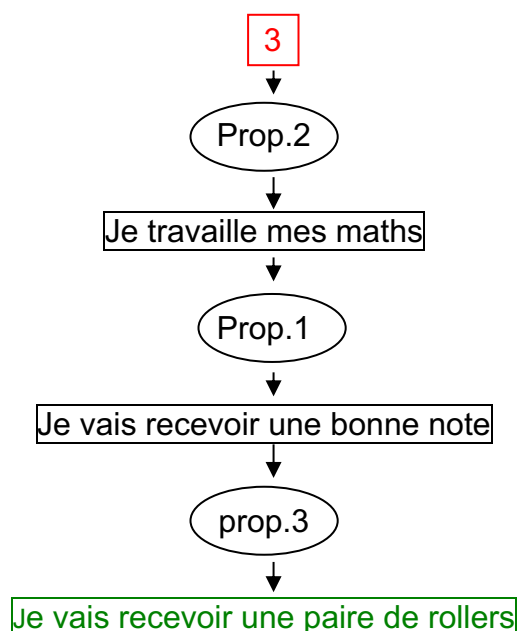 3
Prop.2
Je travaille mes maths
Prop.1
Je vais recevoir une bonne note
prop.3
Je vais recevoir une paire de rollers